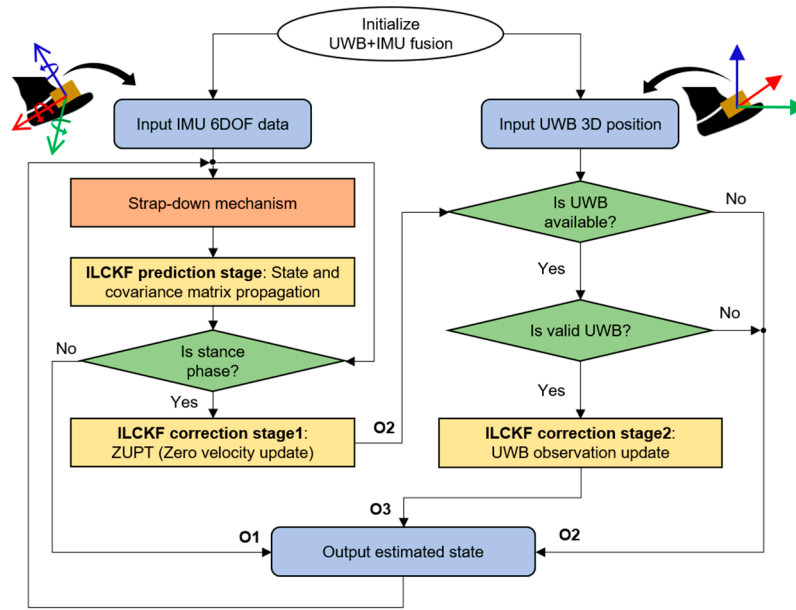 Initialize
UWB+IMU fusion
Input IMU 6DOF data
Input UWB 3D position
Strap-down mechanism
Is UWB
available?
No
ILCKF prediction stage: State and
covariance matrix propagation
Yes
Is stance
phase?
No
Is valid UWB?
No
Yes
Yes
ILCKF correction stage1:
ZUPT (Zero velocity update)
O2
ILCKF correction stage2:
UWB observation update
O3
O1
Output estimated state
O2